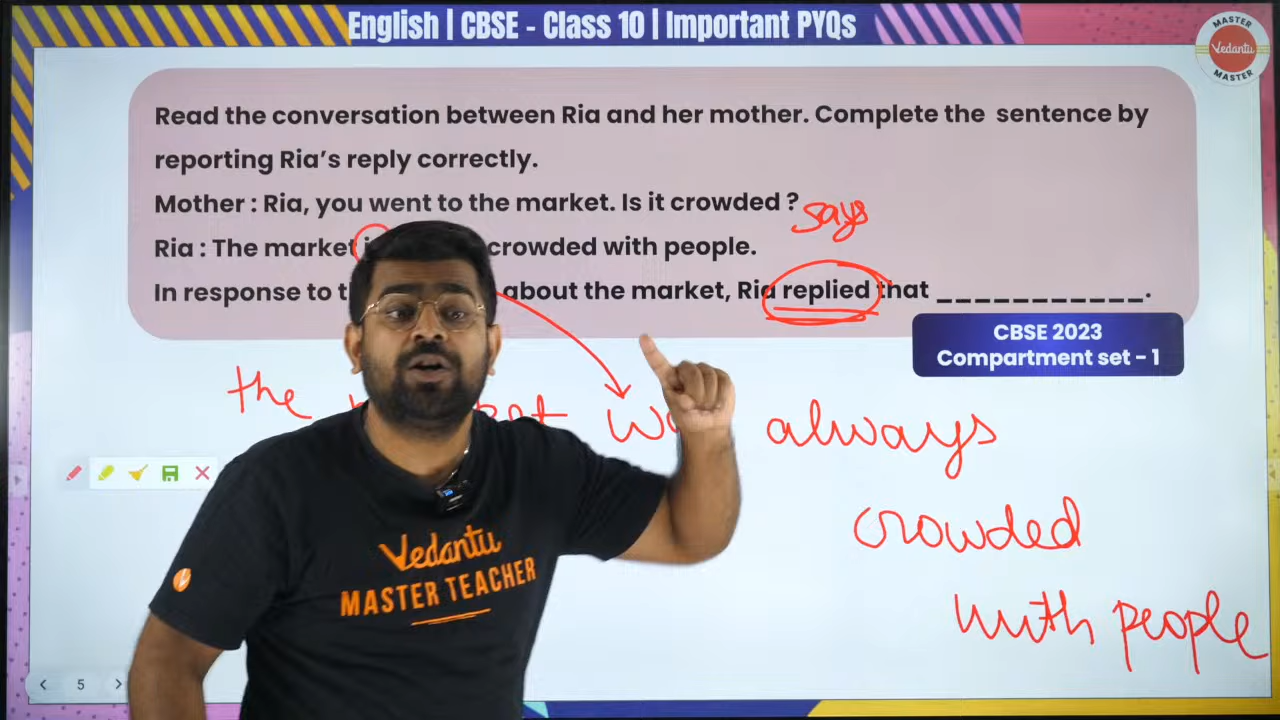 English | CBSE - Class 10 | Important PYQs
MASTER
Vedantu
MASTER
Read the conversation between Ria and her mother. Complete the sentence by
reporting Ria's reply correctly.
Mother : Ria, you went to the market. Is it crowded ?
says
Ria : The market crowded with people.
In response to about the market, Ria replied that ____________.
CBSE 2023
Compartment set - 1
the always
crowded
with people
Vedantu
MASTER TEACHER
5